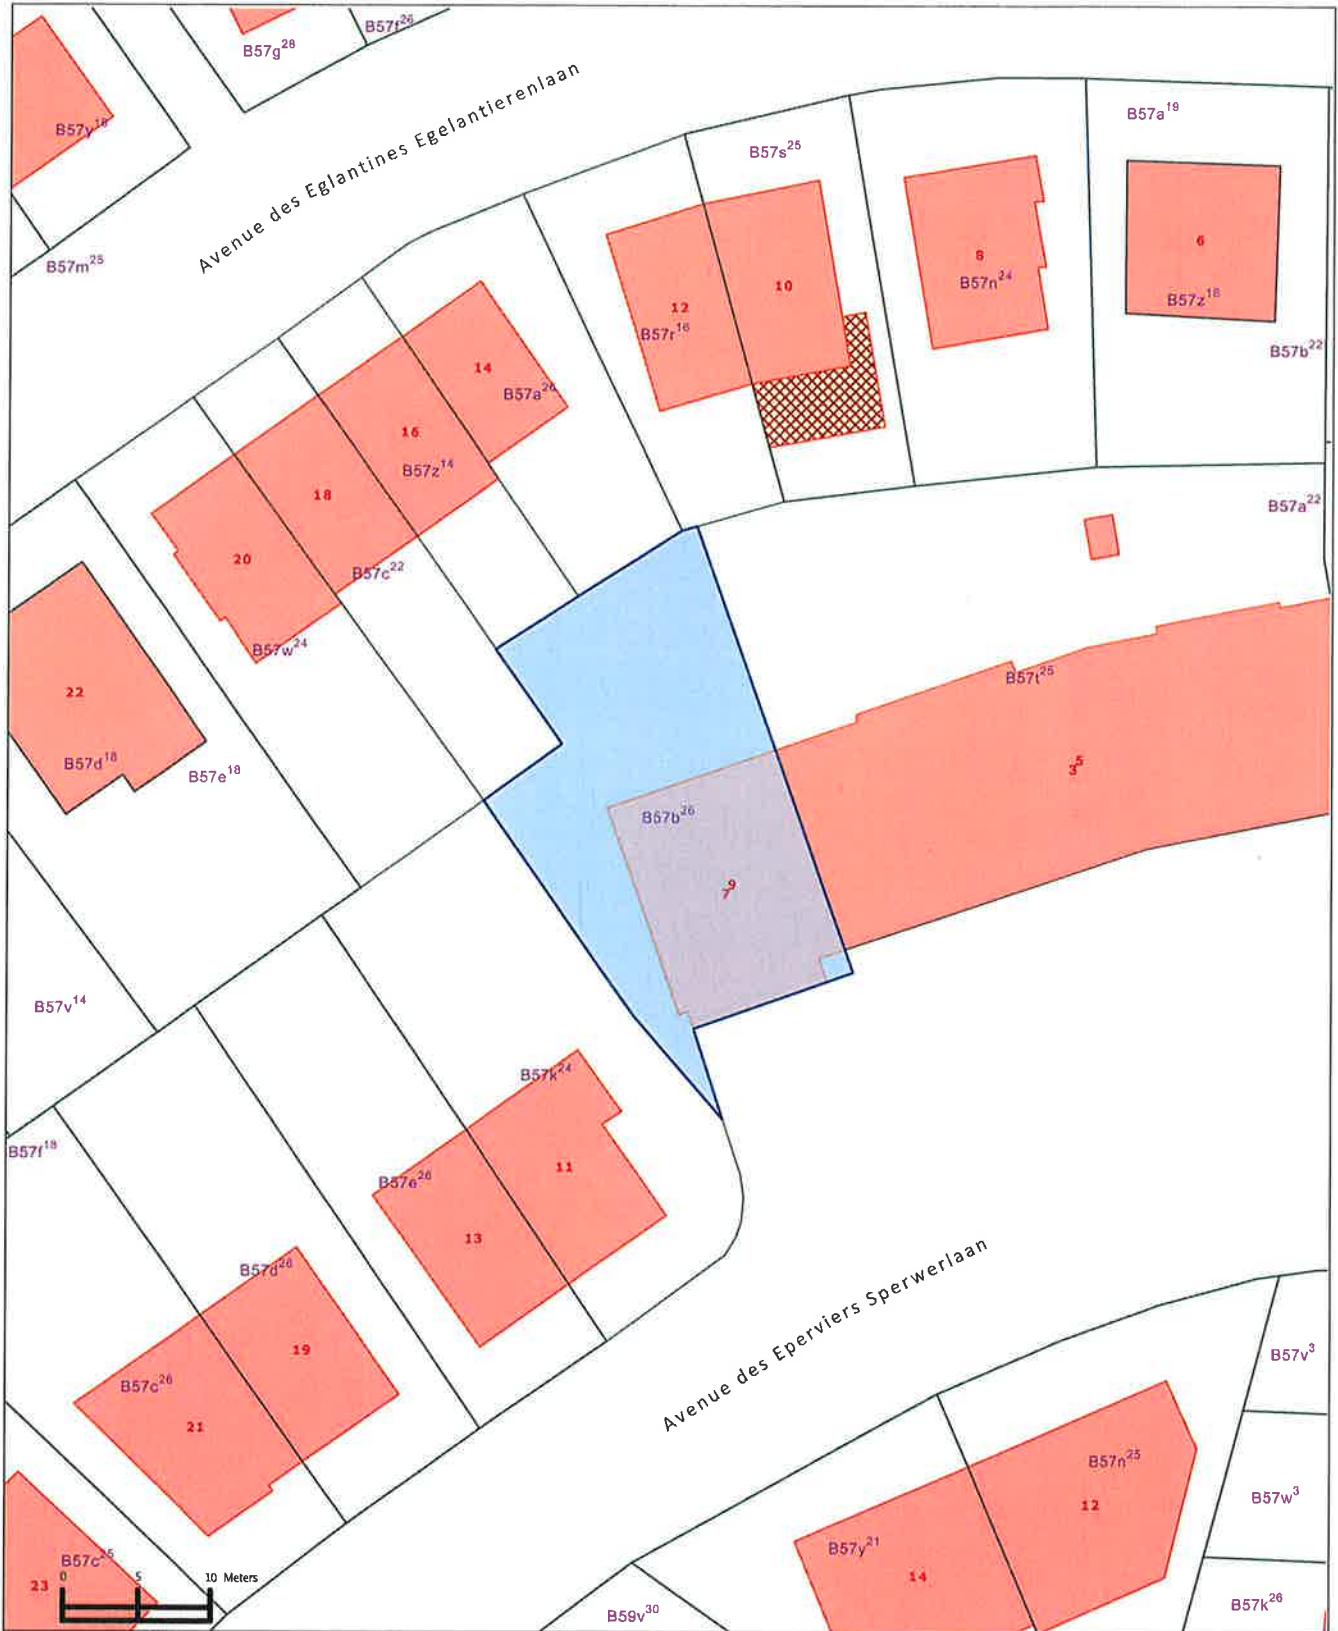 B57f²⁶
B57g²⁸
Avenue des Eglantines Egelantierenlaan
B57y¹⁸
B57m²⁵
B57a¹⁹
B57s²⁵
6
8
B57n²⁴
10
B57z¹⁸
12
B57r¹⁶
B57b²²
14
B57a²⁶
16
B57z¹⁴
18
B57a²²
20
B57c²²
B57w²⁴
B57t²⁵
22
B57d¹⁸
B57e¹⁸
3 5
B57b²⁶
7 9
B57v¹⁴
B57k²⁴
B57f¹⁸
11
B57e²⁶
13
Avenue des Eperviers Sperwerlaan
B57d²⁶
19
B57v³
B57c²⁶
21
B57n²⁵
B57w³
12
B57y²¹
B57c²⁵
14
23
0 5 10 Meters
B57k²⁶
B59v³⁰